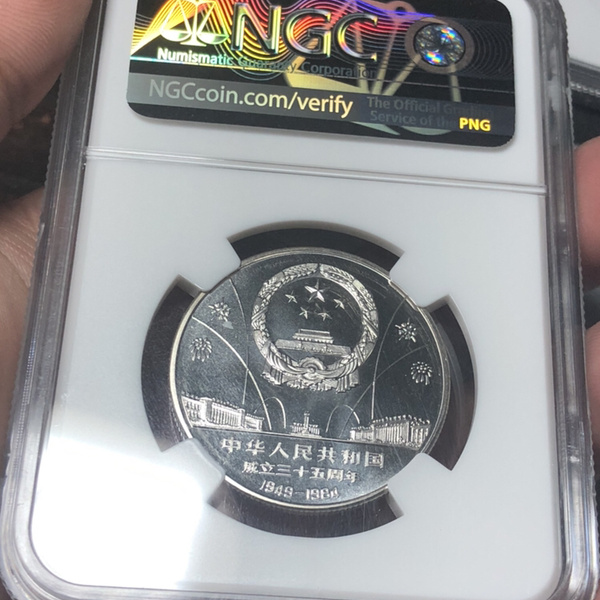 NGC
Numismatic Guaranty Corporation
NGCcoin.com/verify
The Official Grading
Service of the PNG
中华人民共和国
成立三十五周年
1949-1984